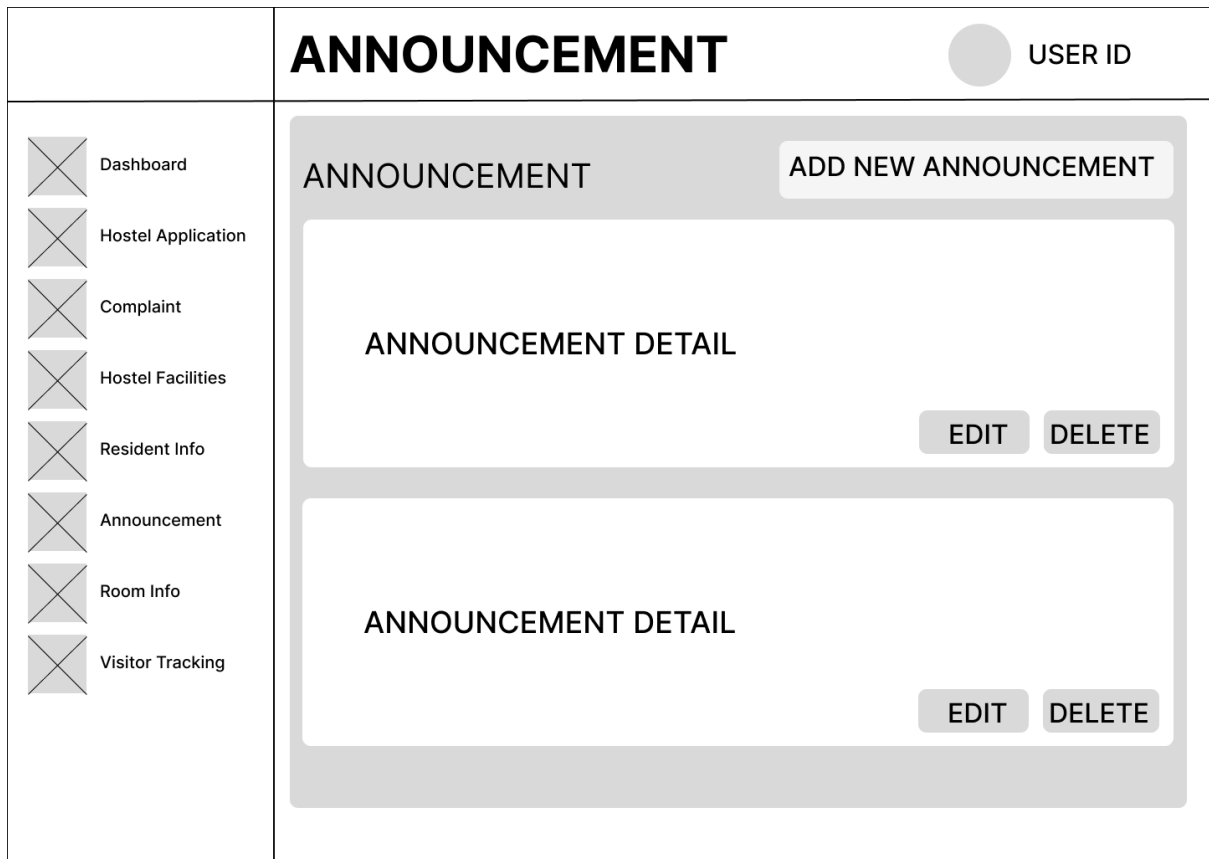 ANNOUNCEMENT
USER ID
Dashboard
Hostel Application
Complaint
Hostel Facilities
Resident Info
Announcement
Room Info
Visitor Tracking
ANNOUNCEMENT
ADD NEW ANNOUNCEMENT
ANNOUNCEMENT DETAIL
EDIT
DELETE
ANNOUNCEMENT DETAIL
EDIT
DELETE